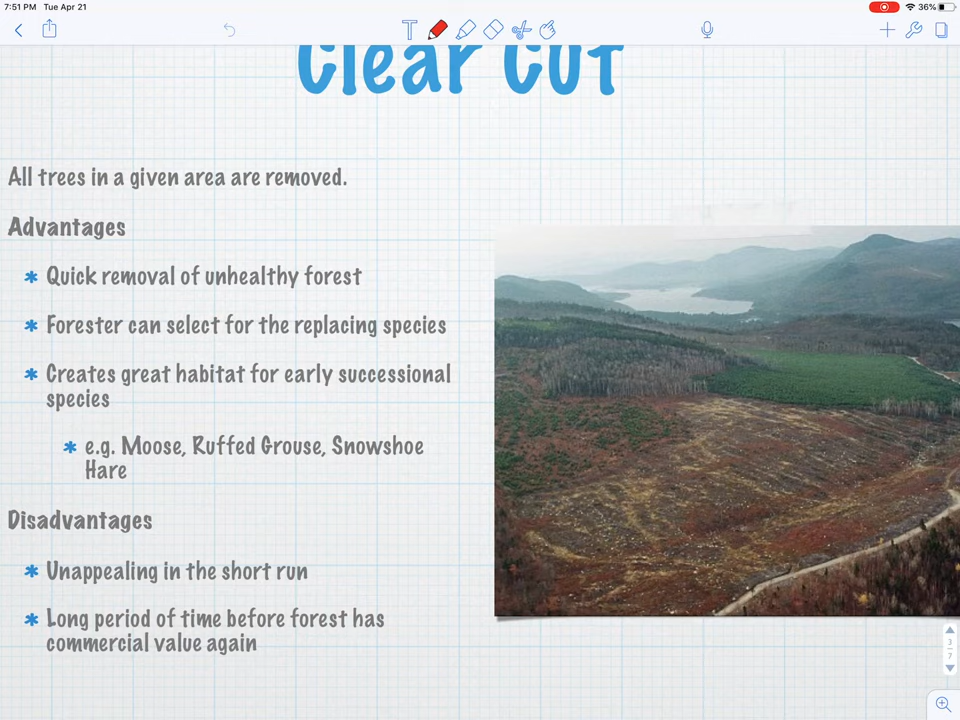 7:51 PM Tue Apr 21
36%
T
Clear Cut
All trees in a given area are removed.
Advantages
* Quick removal of unhealthy forest
* Forester can select for the replacing species
* Creates great habitat for early successional
species
* e.g. Moose, Ruffed Grouse, Snowshoe
Hare
Disadvantages
* Unappealing in the short run
* Long period of time before forest has
commercial value again
3
7